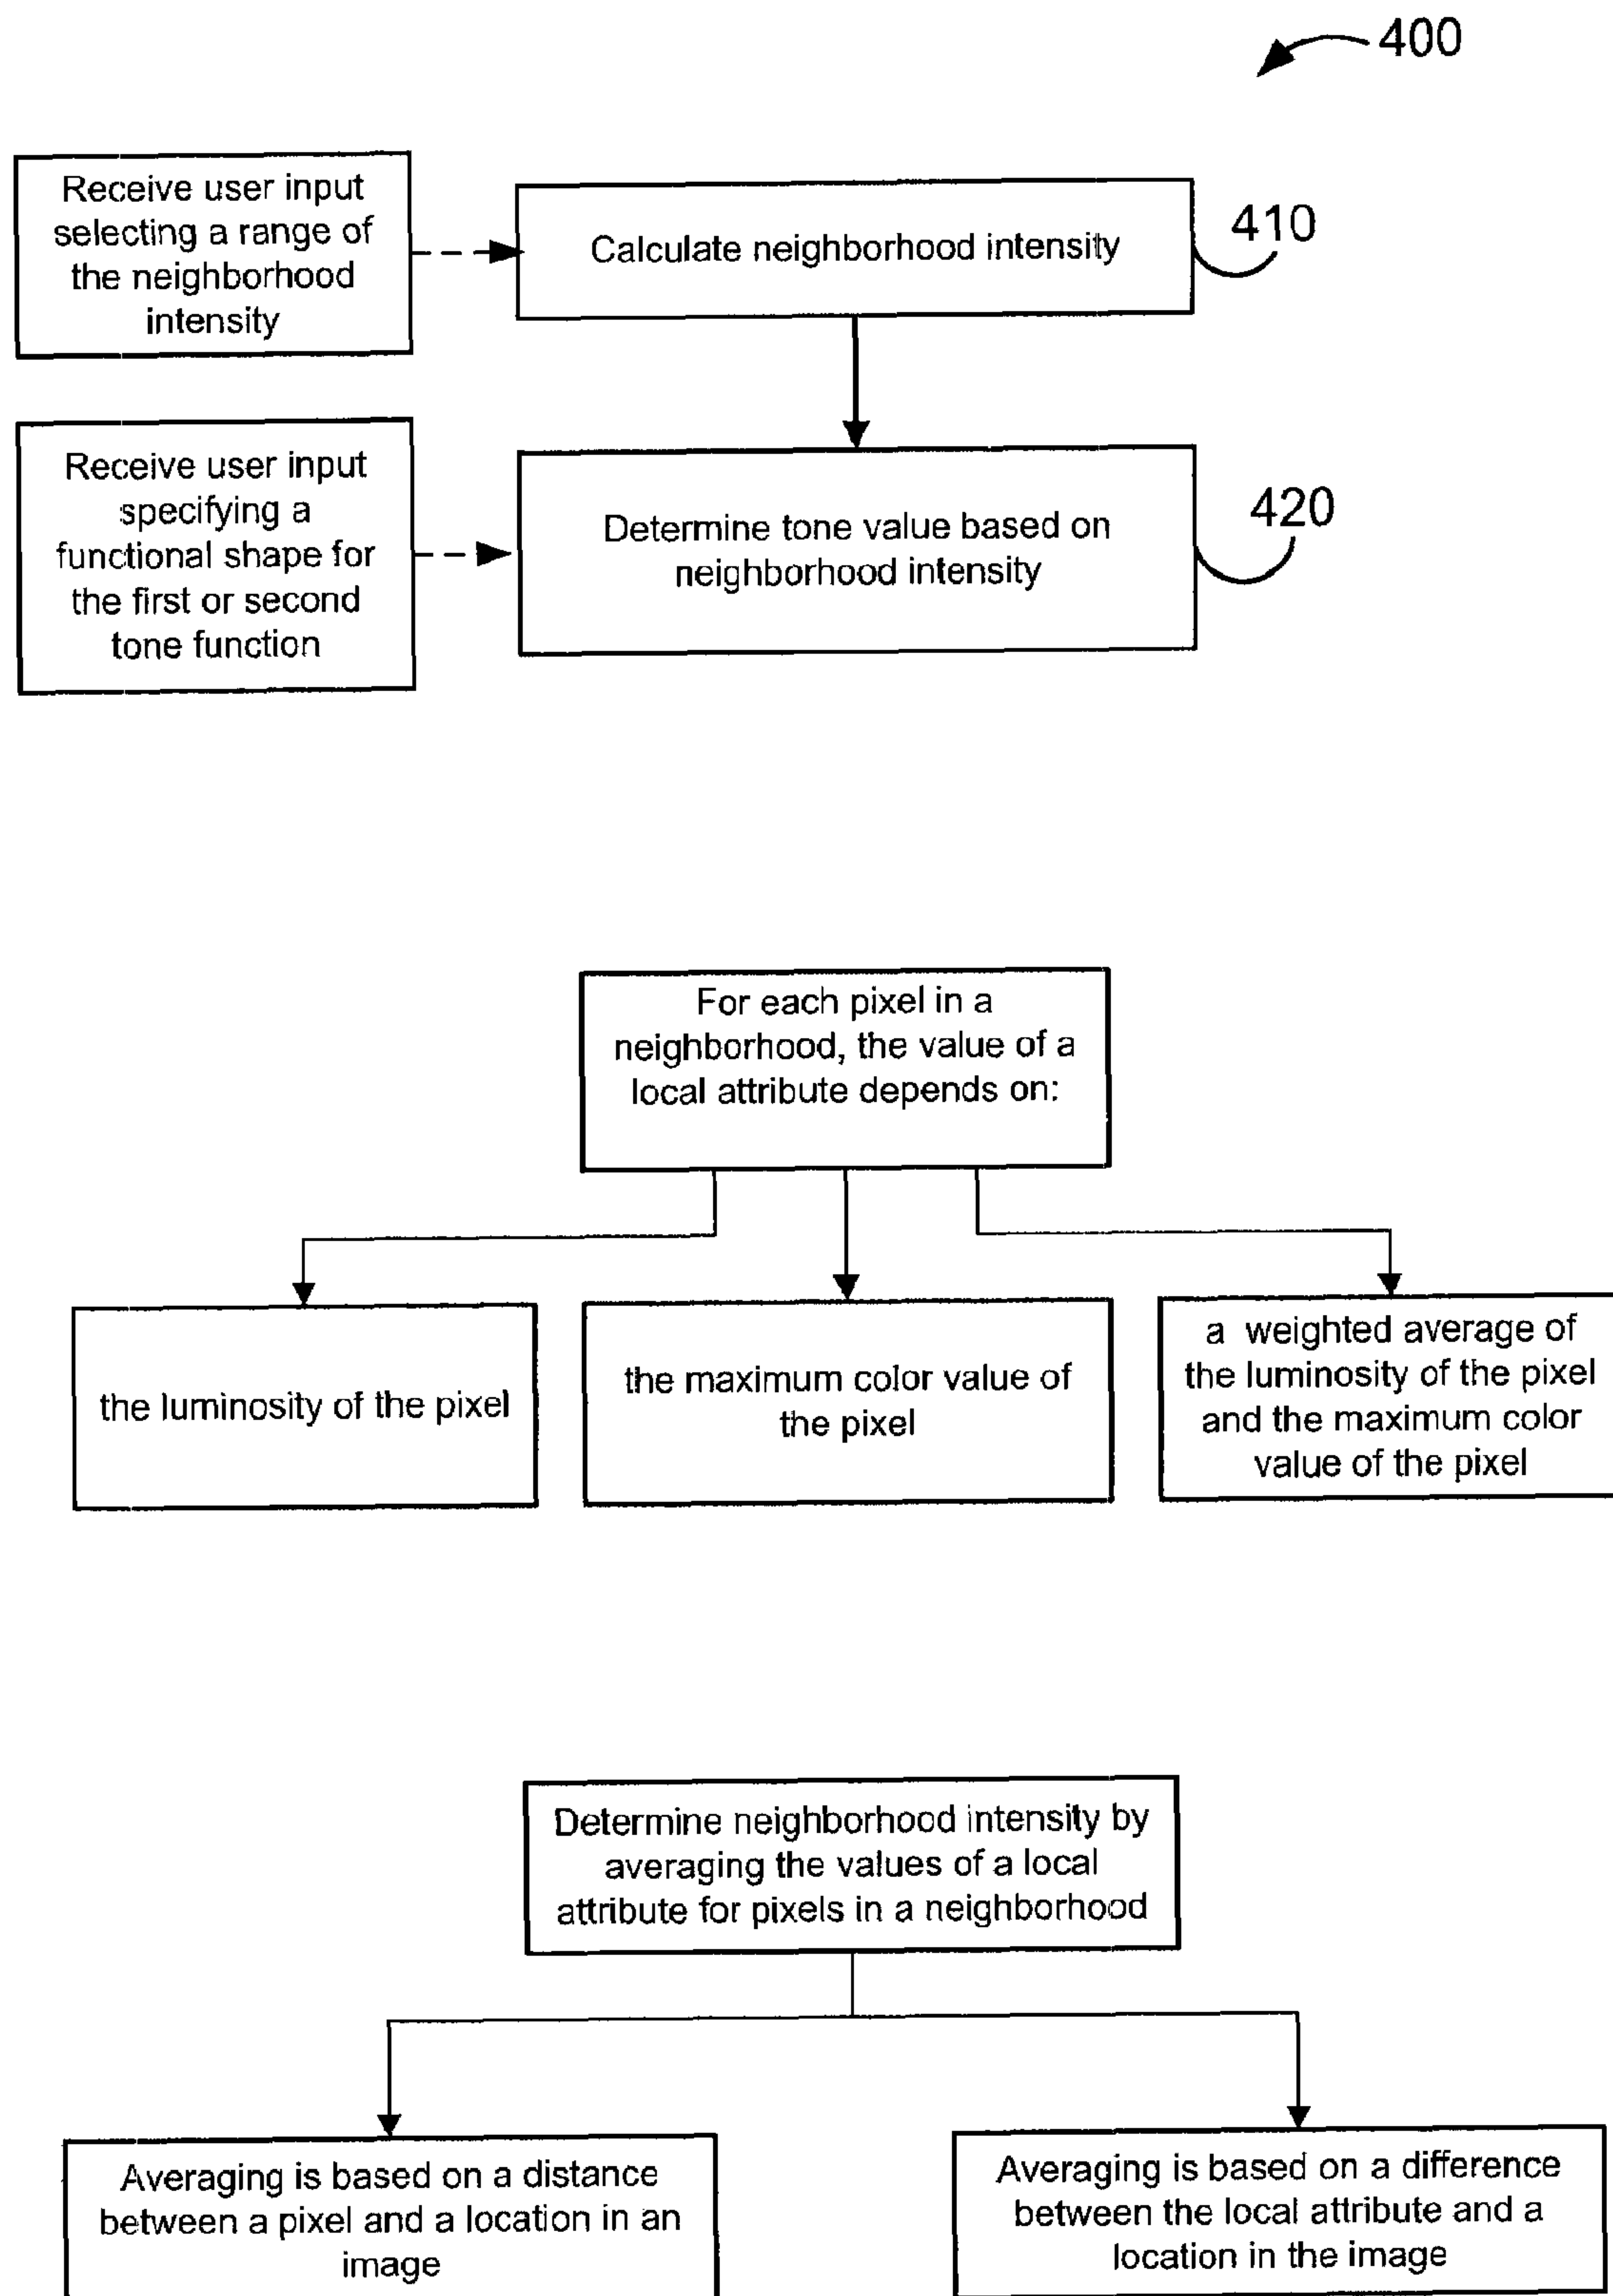 400
Receive user input
selecting a range of
the neighborhood
intensity
Calculate neighborhood intensity
410
Receive user input
specifying a
functional shape for
the first or second
tone function
Determine tone value based on
neighborhood intensity
420
For each pixel in a
neighborhood, the value of a
local attribute depends on:
the luminosity of the pixel
the maximum color value of
the pixel
a weighted average of
the luminosity of the pixel
and the maximum color
value of the pixel
Determine neighborhood intensity by
averaging the values of a local
attribute for pixels in a neighborhood
Averaging is based on a distance
between a pixel and a location in an
image
Averaging is based on a difference
between the local attribute and a
location in the image